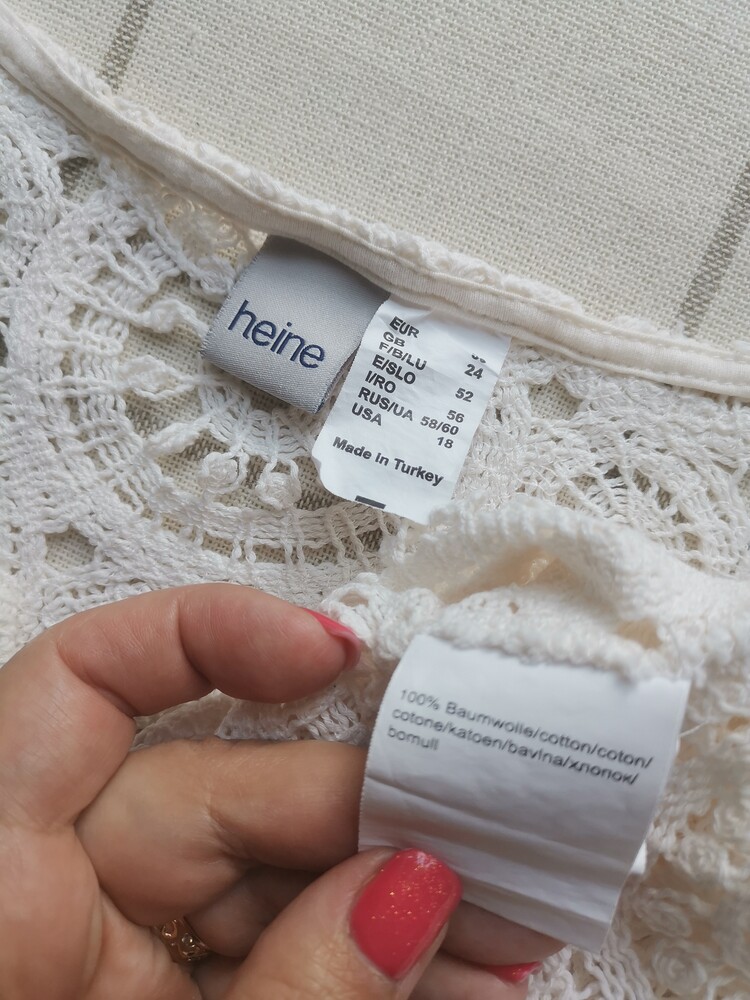 heine
EUR
GB 24
F/B/LU
E/SLO 52
I/RO 56
RUS/UA 58/60
USA 18
Made in Turkey
100% Baumwolle/cotton/coton/
cotone/katoen/bavlna/хлопок/
bomull